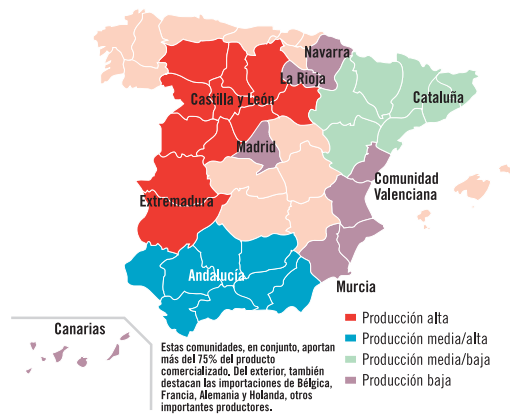 Navarra
La Rioja
Castilla y León
Cataluña
Madrid
Comunidad
Valenciana
Extremadura
Andalucía
Murcia
Canarias
Producción alta
Producción media/alta
Producción media/baja
Producción baja
Estas comunidades, en conjunto, aportan
más del 75% del producto
comercializado. Del exterior, también
destacan las importaciones de Bélgica,
Francia, Alemania y Holanda, otros
importantes productores.